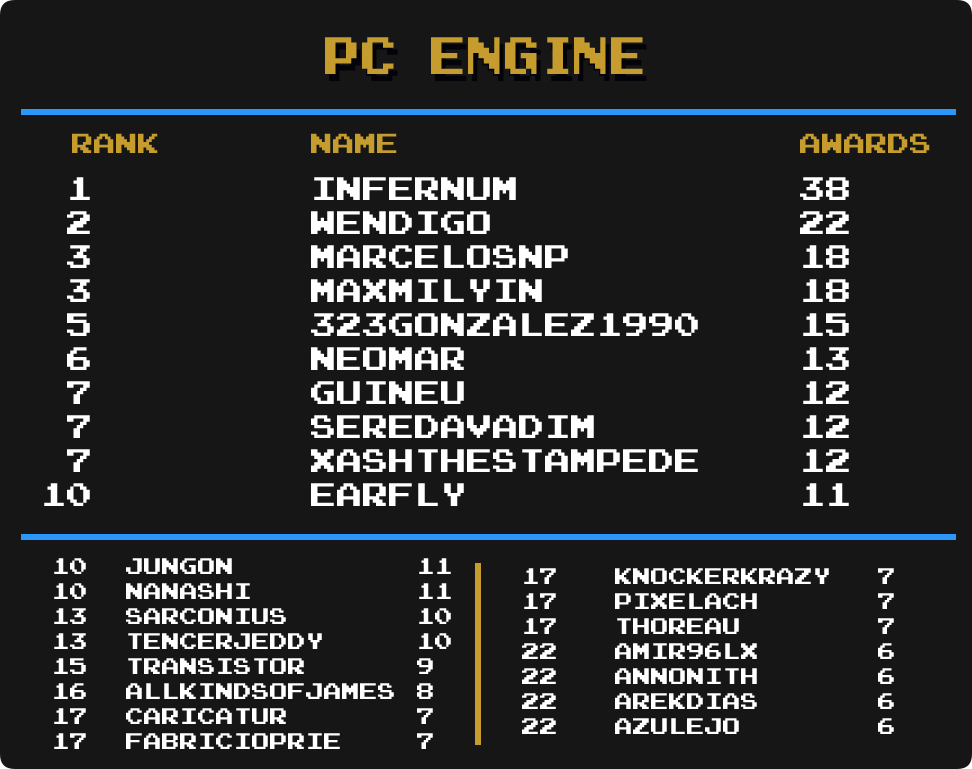 PC ENGINE
RANK NAME AWARDS
1 INFERNUM 38
2 WENDIGO 22
3 MARCELOSNP 18
3 MAXMILYIN 18
5 323GONZALEZ1990 15
6 NEOMAR 13
7 GUINEU 12
7 SEREDAVADIM 12
7 XASHTHESTAMPEDE 12
10 EARFLY 11
10 JUNGON 11
10 NANASHI 11
13 SARCONIUS 10
13 TENCERJEDDY 10
15 TRANSISTOR 9
16 ALLKINDSOFJAMES 8
17 CARICATUR 7
17 FABRICIOPRIE 7
17 KNOCKERKRAZY 7
17 PIXELACH 7
17 THOREAU 7
22 AMIR96LX 6
22 ANNONITH 6
22 AREKDIAS 6
22 AZULEJO 6